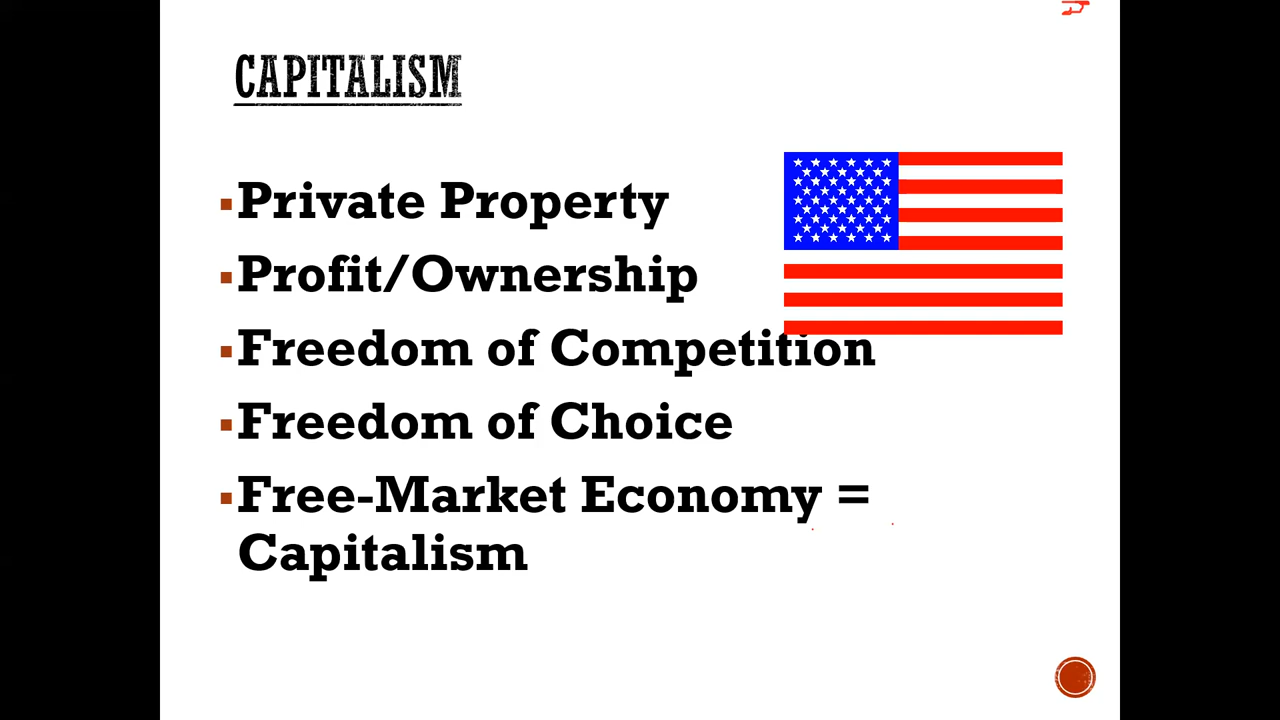 CAPITALISM
▪Private Property
▪Profit/Ownership
▪Freedom of Competition
▪Freedom of Choice
▪Free-Market Economy =
Capitalism